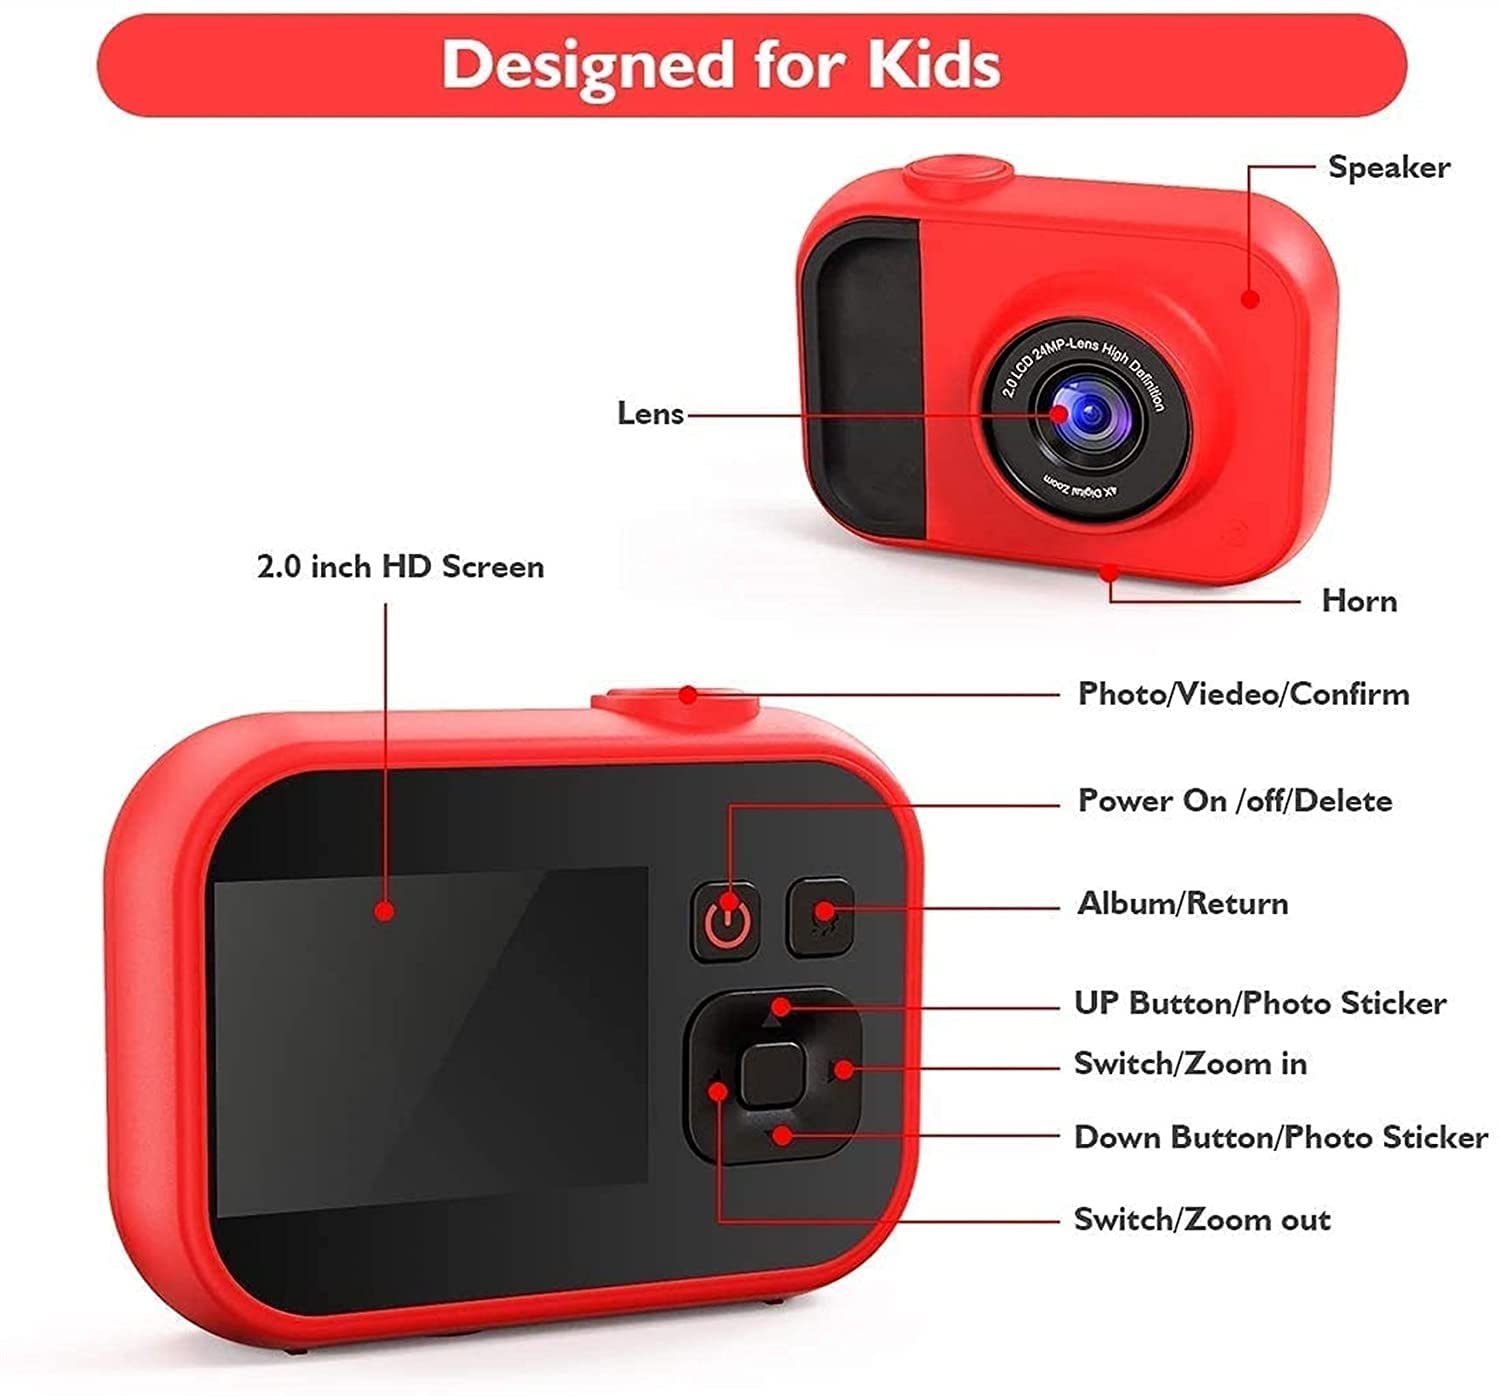 Designed for Kids
Speaker
2.0 LCD 24MP-Lens High Definition
4X Digital Zoom
Lens
Horn
2.0 inch HD Screen
Photo/Viedeo/Confirm
Power On /off/Delete
Album/Return
UP Button/Photo Sticker
Switch/Zoom in
Down Button/Photo Sticker
Switch/Zoom out